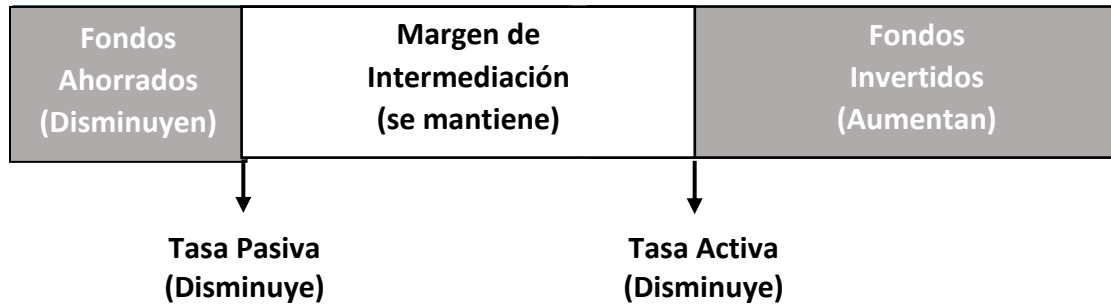 Fondos
Ahorrados
(Disminuyen)
Margen de
Intermediación
(se mantiene)
Fondos
Invertidos
(Aumentan)
Tasa Pasiva
(Disminuye)
Tasa Activa
(Disminuye)